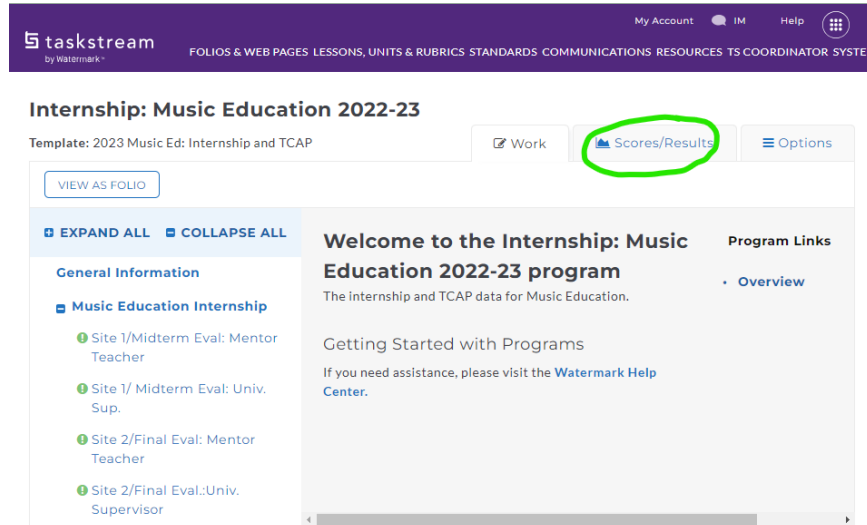 My Account IM Help
taskstream
by Watermark™
FOLIOS & WEB PAGES LESSONS, UNITS & RUBRICS STANDARDS COMMUNICATIONS RESOURCES TS COORDINATOR SYSTE
Internship: Music Education 2022-23
Template: 2023 Music Ed: Internship and TCAP
Work
Scores/Results
Options
VIEW AS FOLIO
EXPAND ALL COLLAPSE ALL
General Information
Music Education Internship
Site 1/Midterm Eval: Mentor
Teacher
Site 1/ Midterm Eval: Univ.
Sup.
Site 2/Final Eval: Mentor
Teacher
Site 2/Final Eval.:Univ.
Supervisor
Welcome to the Internship: Music
Education 2022-23 program
The internship and TCAP data for Music Education.
Getting Started with Programs
If you need assistance, please visit the Watermark Help
Center.
Program Links
• Overview